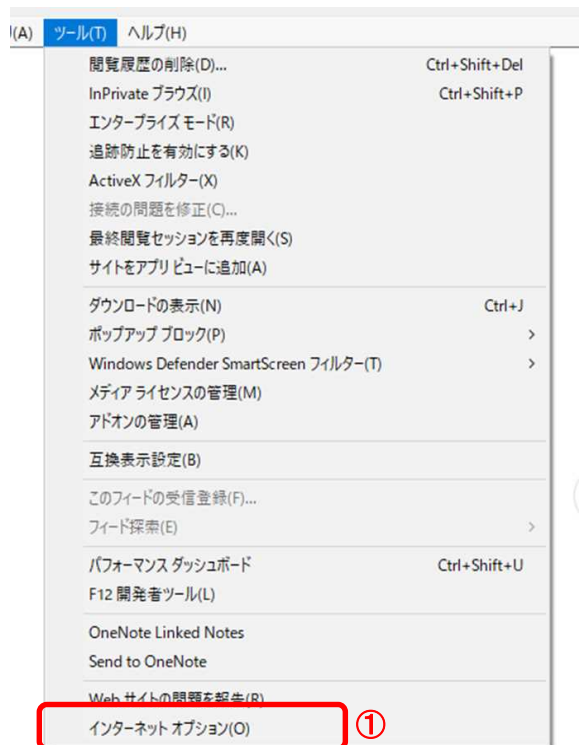 (A) ツール(T) ヘルプ(H)
閲覧履歴の削除(D)... Ctrl+Shift+Del
InPrivate ブラウズ(I) Ctrl+Shift+P
エンタープライズ モード(R)
追跡防止を有効にする(K)
ActiveX フィルター(X)
接続の問題を修正(C)...
最終閲覧セッションを再度開く(S)
サイトをアプリ ビューに追加(A)
ダウンロードの表示(N) Ctrl+J
ポップアップ ブロック(P) >
Windows Defender SmartScreen フィルター(T) >
メディア ライセンスの管理(M)
アドオンの管理(A)
互換表示設定(B)
このフィードの受信登録(F)...
フィード探索(E) >
パフォーマンス ダッシュボード Ctrl+Shift+U
F12 開発者ツール(L)
OneNote Linked Notes
Send to OneNote
Web サイトの問題を報告(R)
インターネット オプション(O) ①